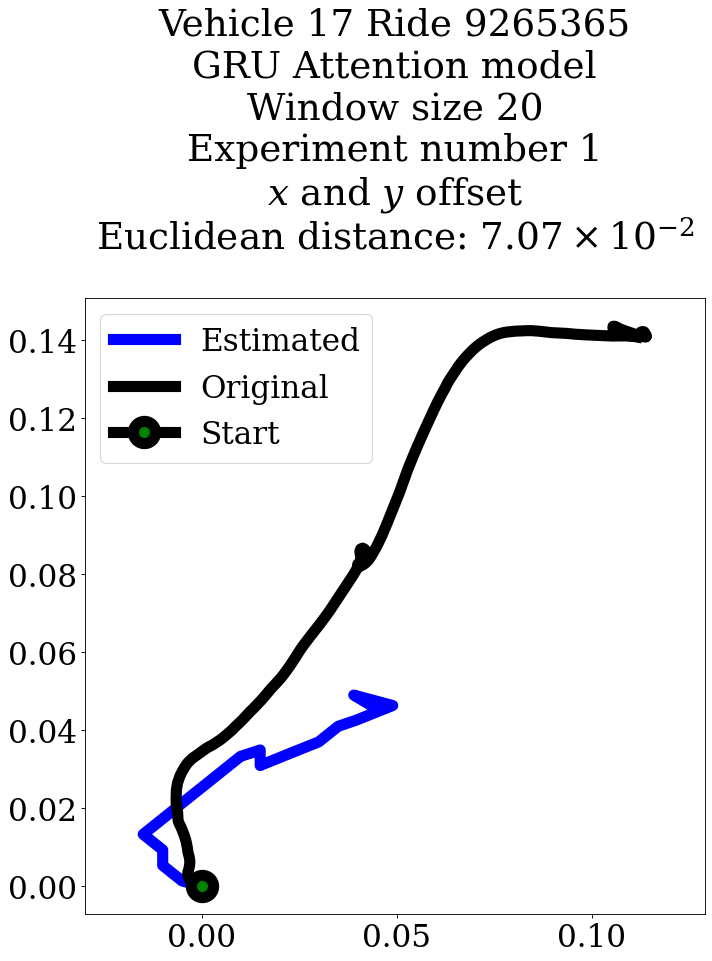 Vehicle 17 Ride 9265365
GRU Attention model
Window size 20
Experiment number 1
x and y offset
Euclidean distance: 7.07 × 10⁻²
Estimated
Original
Start
0.14
0.12
0.10
0.08
0.06
0.04
0.02
0.00
0.00 0.05 0.10